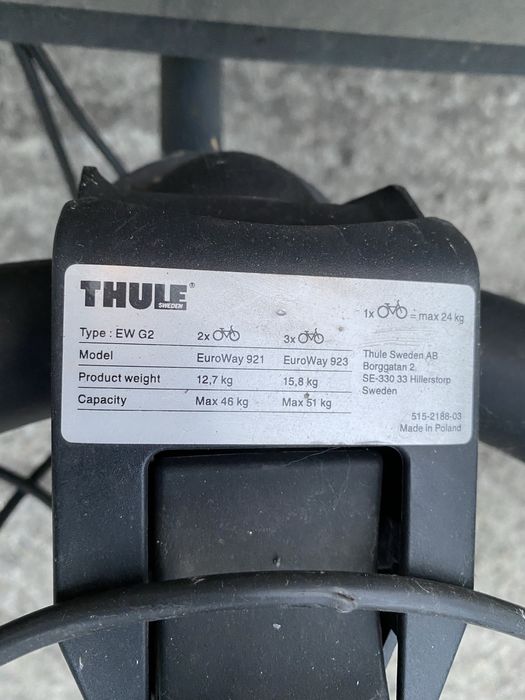 THULE®
SWEDEN
1x = max 24 kg
Type : EW G2 2x 3x
Model EuroWay 921 EuroWay 923
Product weight 12,7 kg 15,8 kg
Capacity Max 46 kg Max 51 kg
Thule Sweden AB
Borggatan 2
SE-330 33 Hillerstorp
Sweden
515-2188-03
Made in Poland